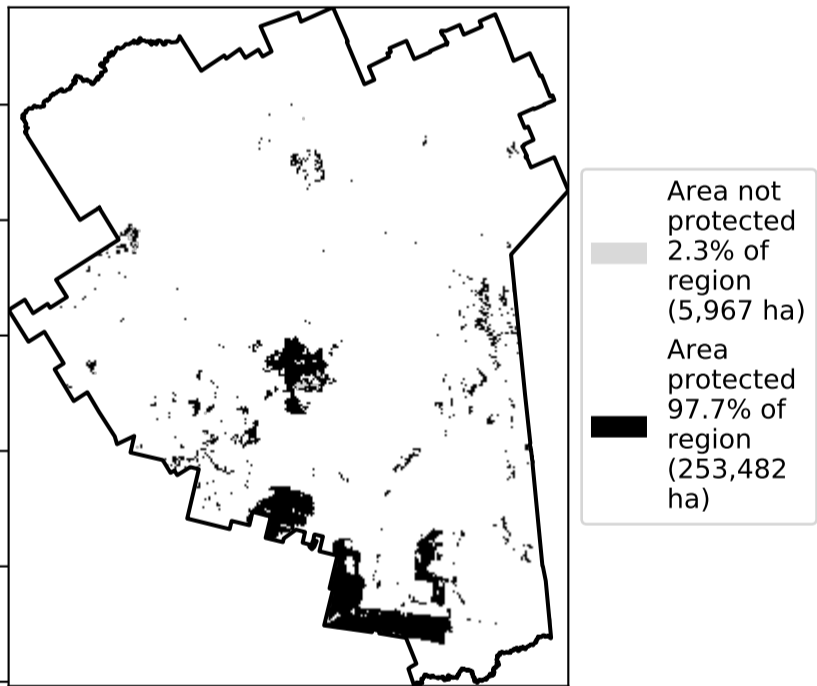 Area not
protected
2.3% of
region
(5,967 ha)
Area
protected
97.7% of
region
(253,482
ha)